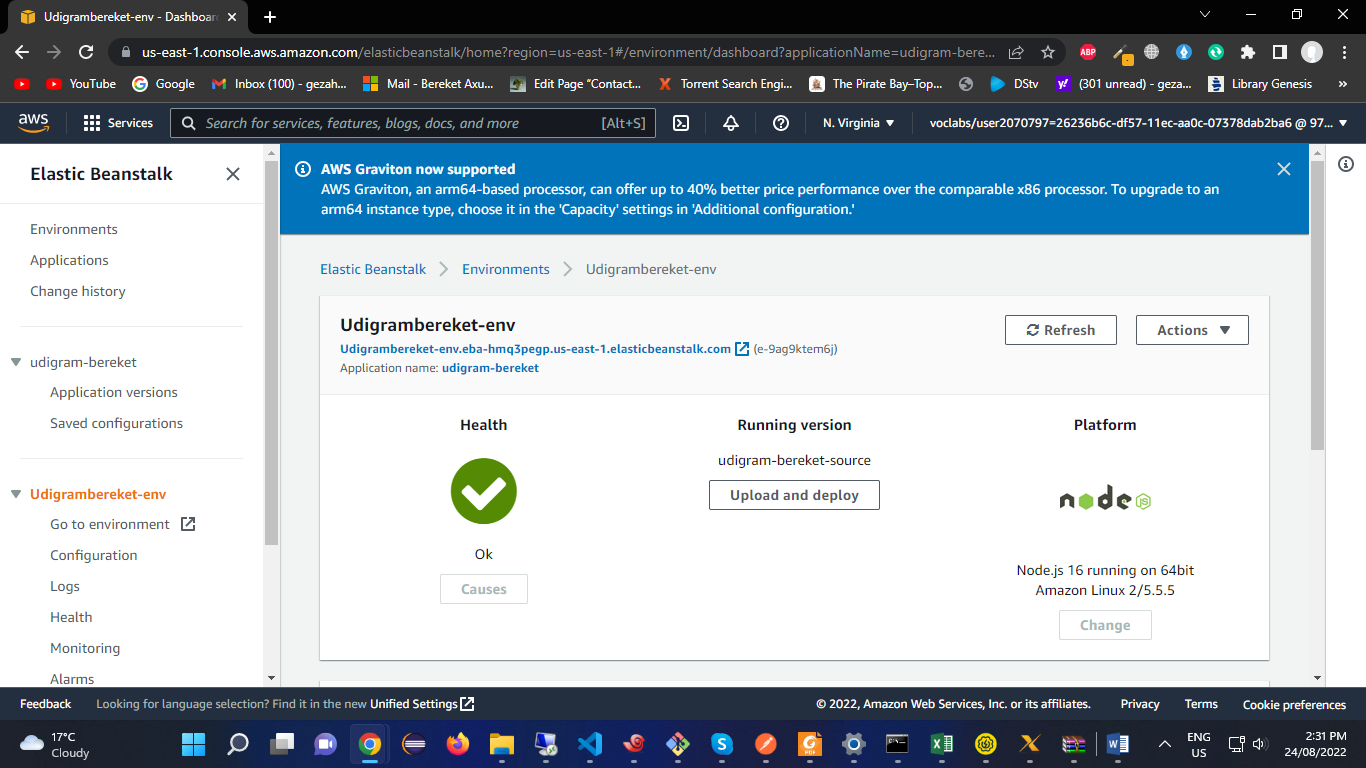 Udigrambereket-env - Dashboard
us-east-1.console.aws.amazon.com/elasticbeanstalk/home?region=us-east-1#/environment/dashboard?applicationName=udigram-bere...
ABP
YouTube
Google
Inbox (100) - gezah...
Mail - Bereket Axu...
Edit Page "Contact...
Torrent Search Engi...
The Pirate Bay–Top...
DStv
(301 unread) - geza...
Library Genesis
»
aws
Services
Search for services, features, blogs, docs, and more
[Alt+S]
N. Virginia
voclabs/user2070797=26236b6c-df57-11ec-aa0c-07378dab2ba6 @ 97...
Elastic Beanstalk
Environments
Applications
Change history
udigram-bereket
Application versions
Saved configurations
Udigrambereket-env
Go to environment
Configuration
Logs
Health
Monitoring
Alarms
AWS Graviton now supported
AWS Graviton, an arm64-based processor, can offer up to 40% better price performance over the comparable x86 processor. To upgrade to an
arm64 instance type, choose it in the 'Capacity' settings in 'Additional configuration.'
Elastic Beanstalk
Environments
Udigrambereket-env
Udigrambereket-env
Refresh
Actions
Udigrambereket-env.eba-hmq3pegp.us-east-1.elasticbeanstalk.com (e-9ag9ktem6j)
Application name: udigram-bereket
Health
Ok
Causes
Running version
udigram-bereket-source
Upload and deploy
Platform
node JS
Node.js 16 running on 64bit
Amazon Linux 2/5.5.5
Change
Feedback
Looking for language selection? Find it in the new Unified Settings
© 2022, Amazon Web Services, Inc. or its affiliates.
Privacy
Terms
Cookie preferences
17°C
Cloudy
ENG
US
2:31 PM
24/08/2022